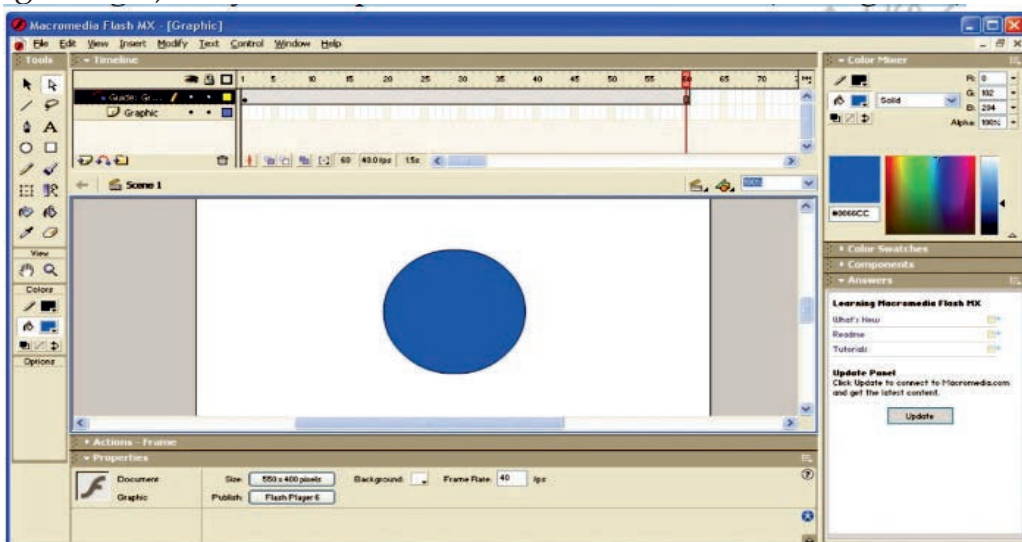 Macromedia Flash MX - [Graphic]
File Edit View Insert Modify Text Control Window Help
Tools
Timeline
1 5 10 15 20 25 30 35 40 45 50 55 60 65 70
Guide: Gr...
Graphic
60 40.0 fps 1.5s
Scene 1
100%
View
Colors
Options
Actions - Frame
Properties
Document
Graphic
Size: 550 x 400 pixels
Background:
Frame Rate: 40 fps
Publish: Flash Player 6
Color Mixer
R: 0
G: 102
B: 204
Alpha: 100%
Solid
#0066CC
Color Swatches
Components
Answers
Learning Macromedia Flash MX
What's New
Readme
Tutorials
Update Panel
Click Update to connect to Macromedia.com
and get the latest content.
Update